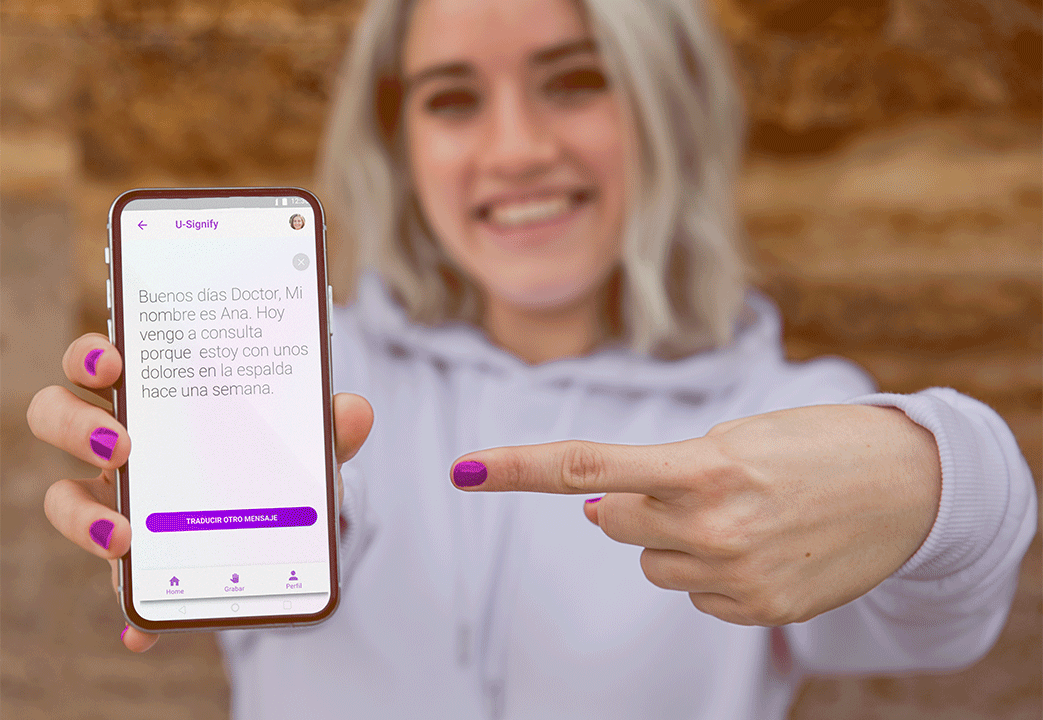 U-Signify
Buenos días Doctor, Mi
nombre es Ana. Hoy
vengo a consulta
porque estoy con unos
dolores en la espalda
hace una semana.
TRADUCIR OTRO MENSAJE
Home Grabar Perfil